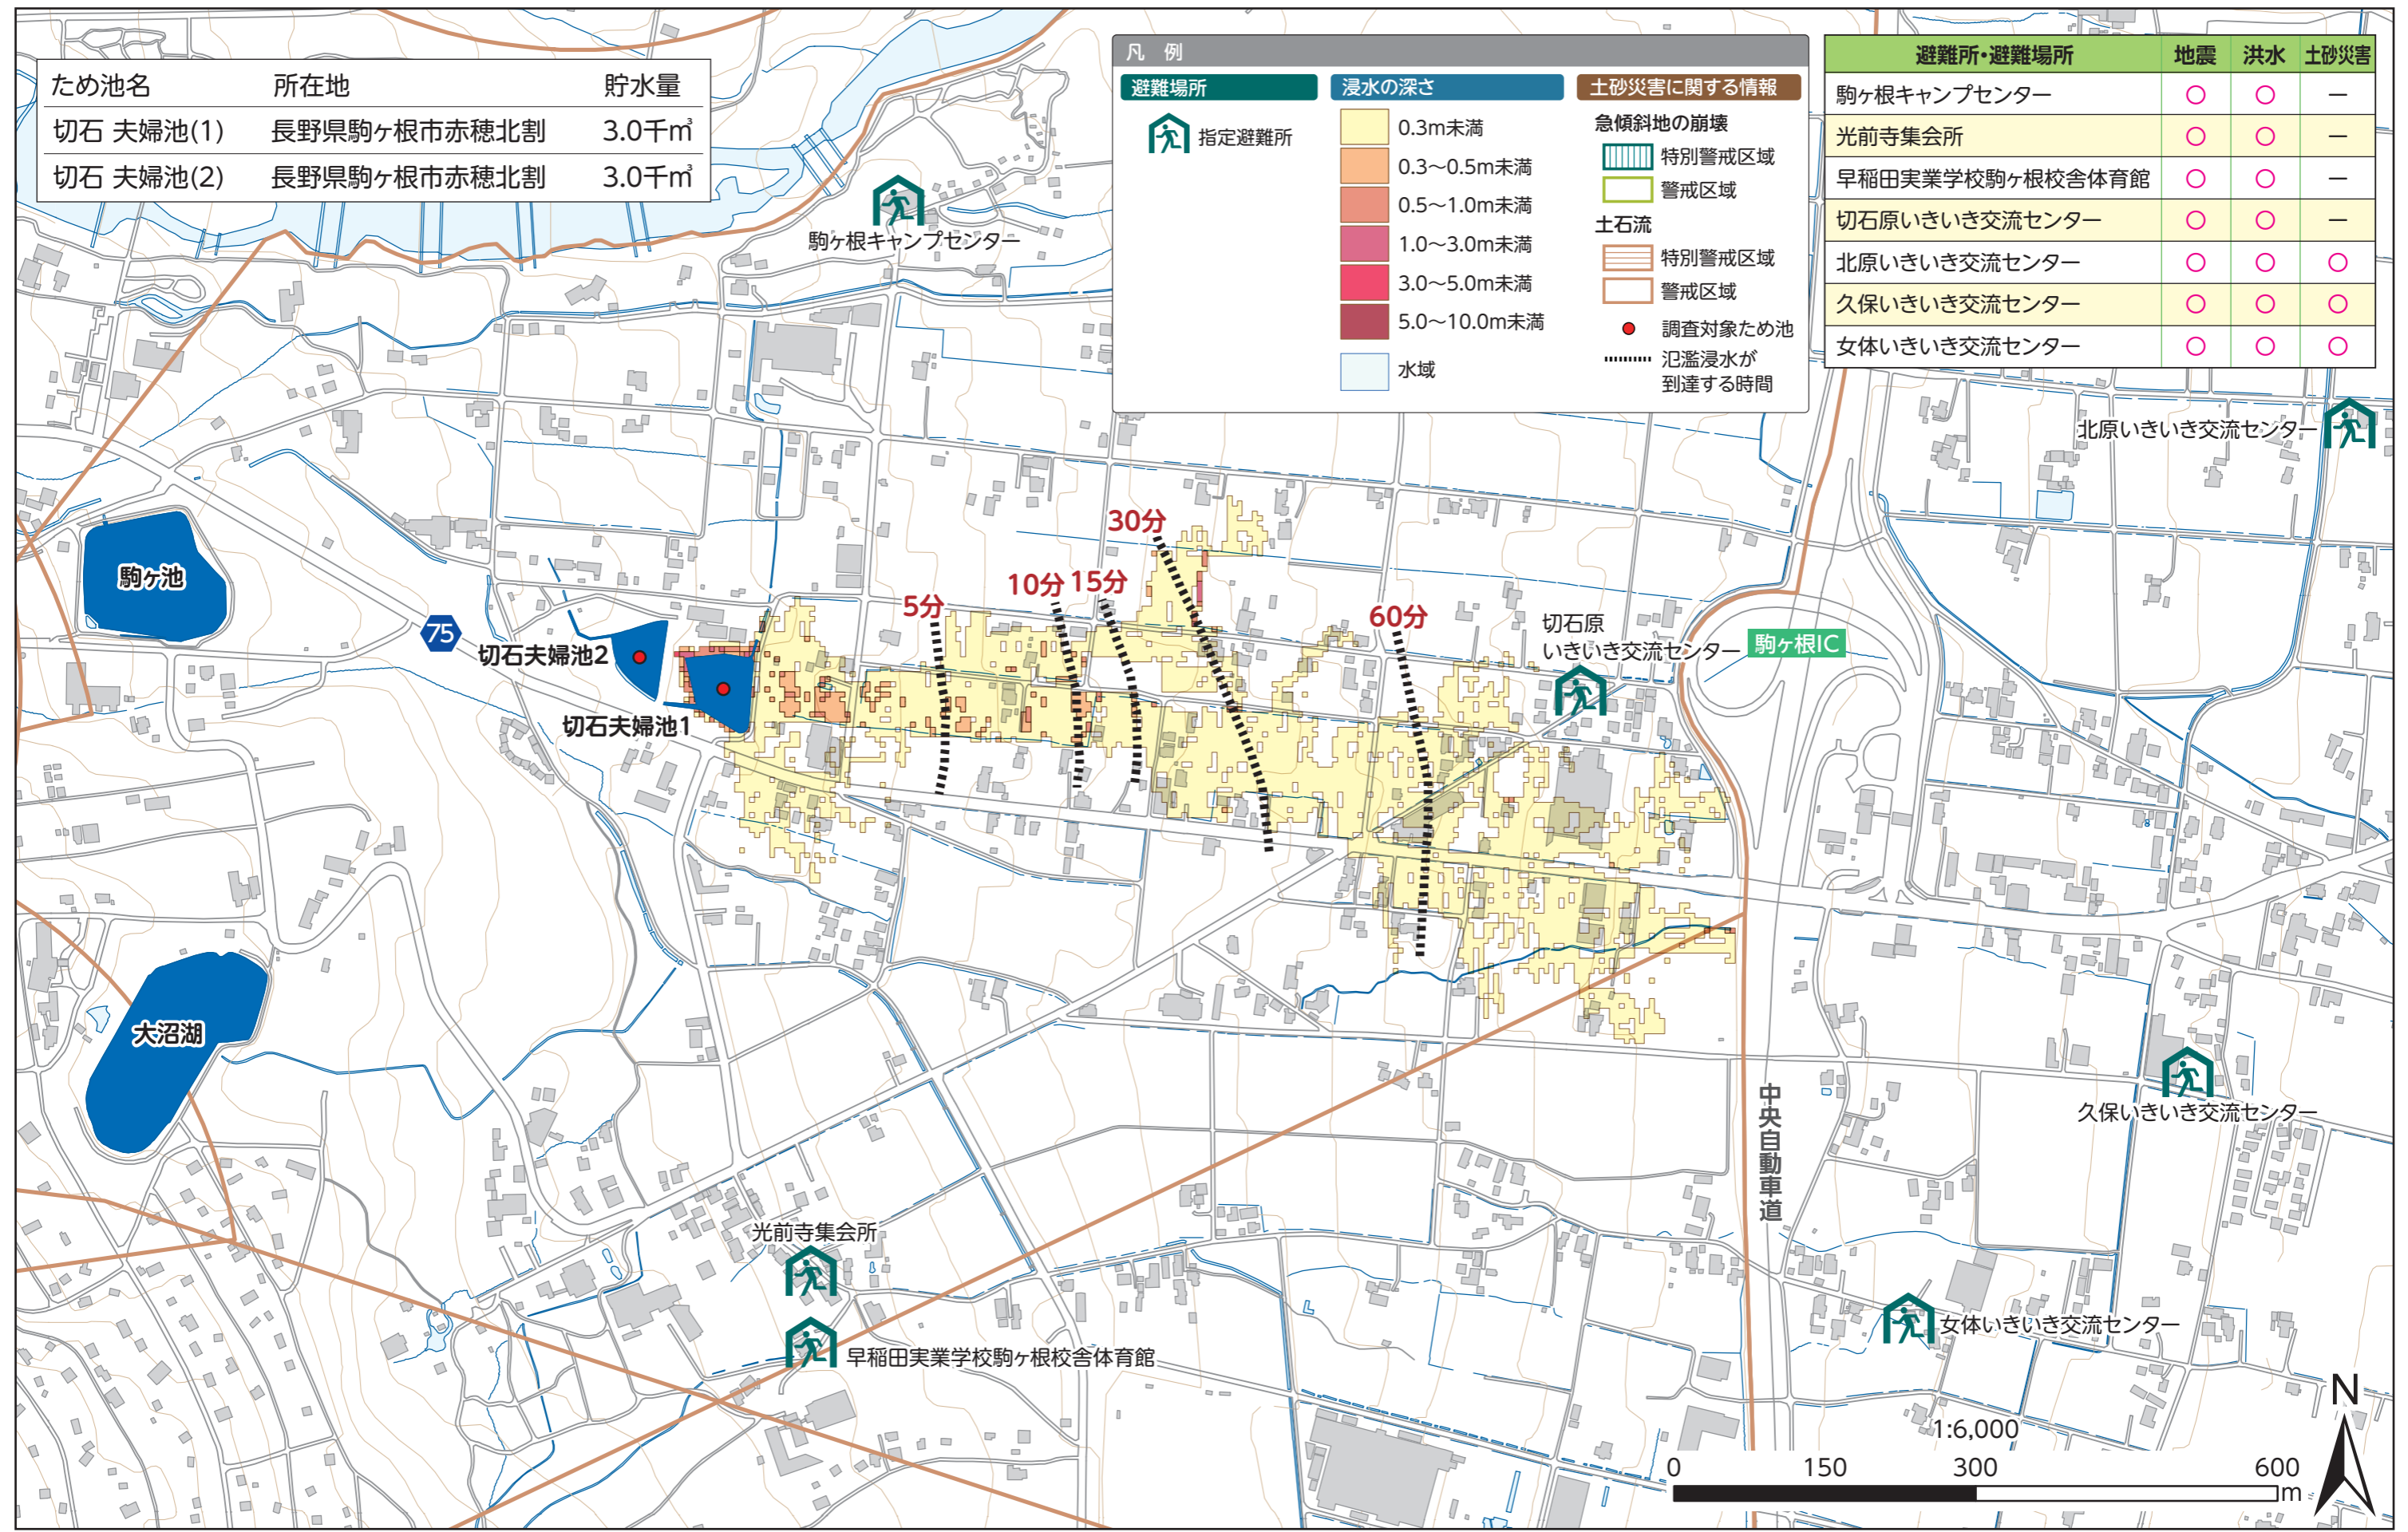 ため池名 所在地 貯水量
切石 夫婦池(1) 長野県駒ヶ根市赤穂北割 3.0千㎥
切石 夫婦池(2) 長野県駒ヶ根市赤穂北割 3.0千㎥
凡 例
避難場所
指定避難所
浸水の深さ
0.3m未満
0.3～0.5m未満
0.5～1.0m未満
1.0～3.0m未満
3.0～5.0m未満
5.0～10.0m未満
水域
土砂災害に関する情報
急傾斜地の崩壊
特別警戒区域
警戒区域
土石流
特別警戒区域
警戒区域
調査対象ため池
氾濫浸水が
到達する時間
避難所・避難場所 地震 洪水 土砂災害
駒ヶ根キャンプセンター ○ ○ ―
光前寺集会所 ○ ○ ―
早稲田実業学校駒ヶ根校舎体育館 ○ ○ ―
切石原いきいき交流センター ○ ○ ―
北原いきいき交流センター ○ ○ ○
久保いきいき交流センター ○ ○ ○
女体いきいき交流センター ○ ○ ○
駒ヶ根キャンプセンター
北原いきいき交流センター
30分
駒ヶ池
10分
15分
5分
60分
75
切石夫婦池2
切石夫婦池1
切石原
いきいき交流センター
駒ヶ根IC
大沼湖
中央自動車道
久保いきいき交流センター
光前寺集会所
早稲田実業学校駒ヶ根校舎体育館
女体いきいき交流センター
N
1:6,000
0 150 300 600
m